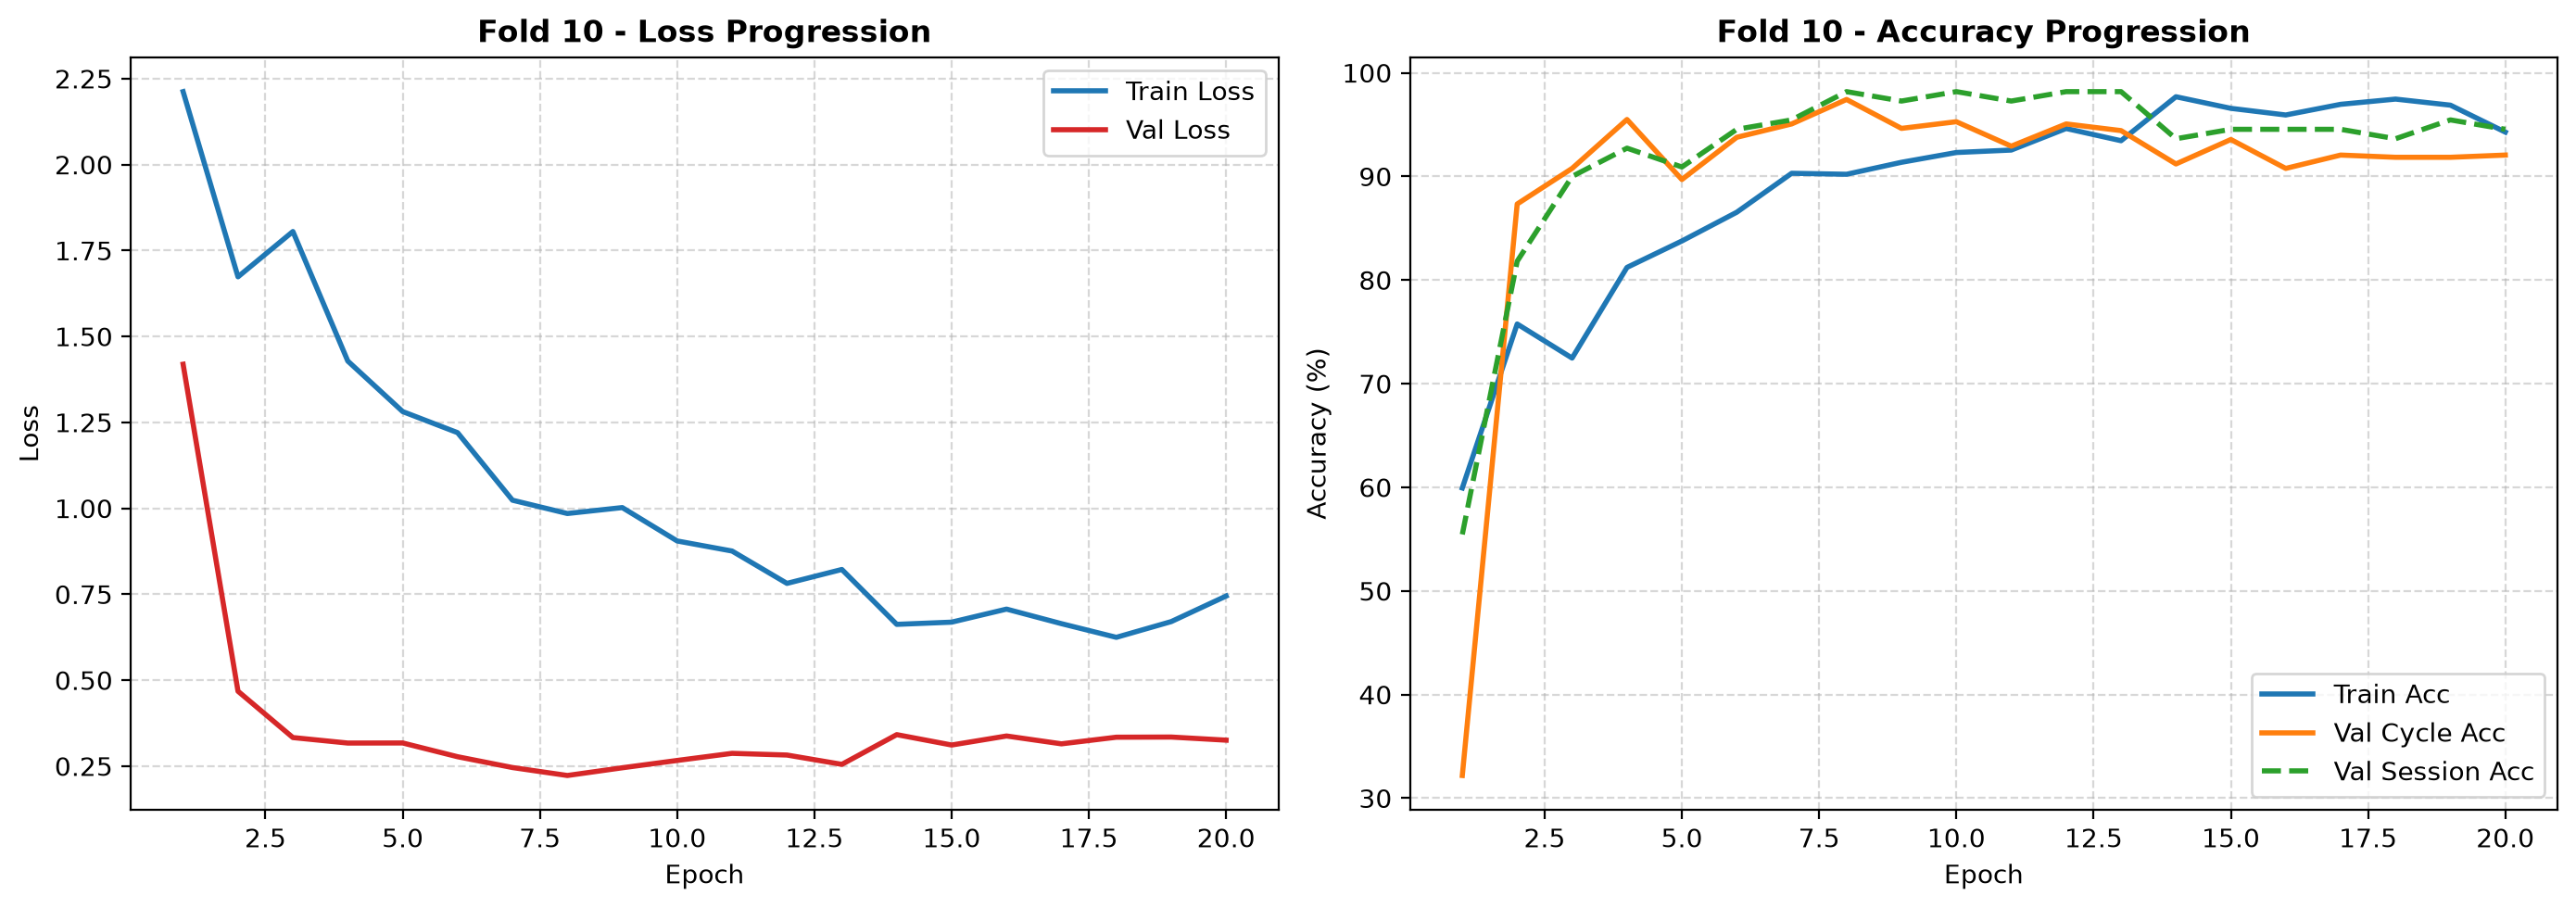 Fold 10 - Loss Progression
2.25
2.00
1.75
1.50
1.25
1.00
0.75
0.50
0.25
Loss
Train Loss
Val Loss
2.5 5.0 7.5 10.0 12.5 15.0 17.5 20.0
Epoch
Fold 10 - Accuracy Progression
100
90
80
70
60
50
40
30
Accuracy (%)
Train Acc
Val Cycle Acc
Val Session Acc
2.5 5.0 7.5 10.0 12.5 15.0 17.5 20.0
Epoch